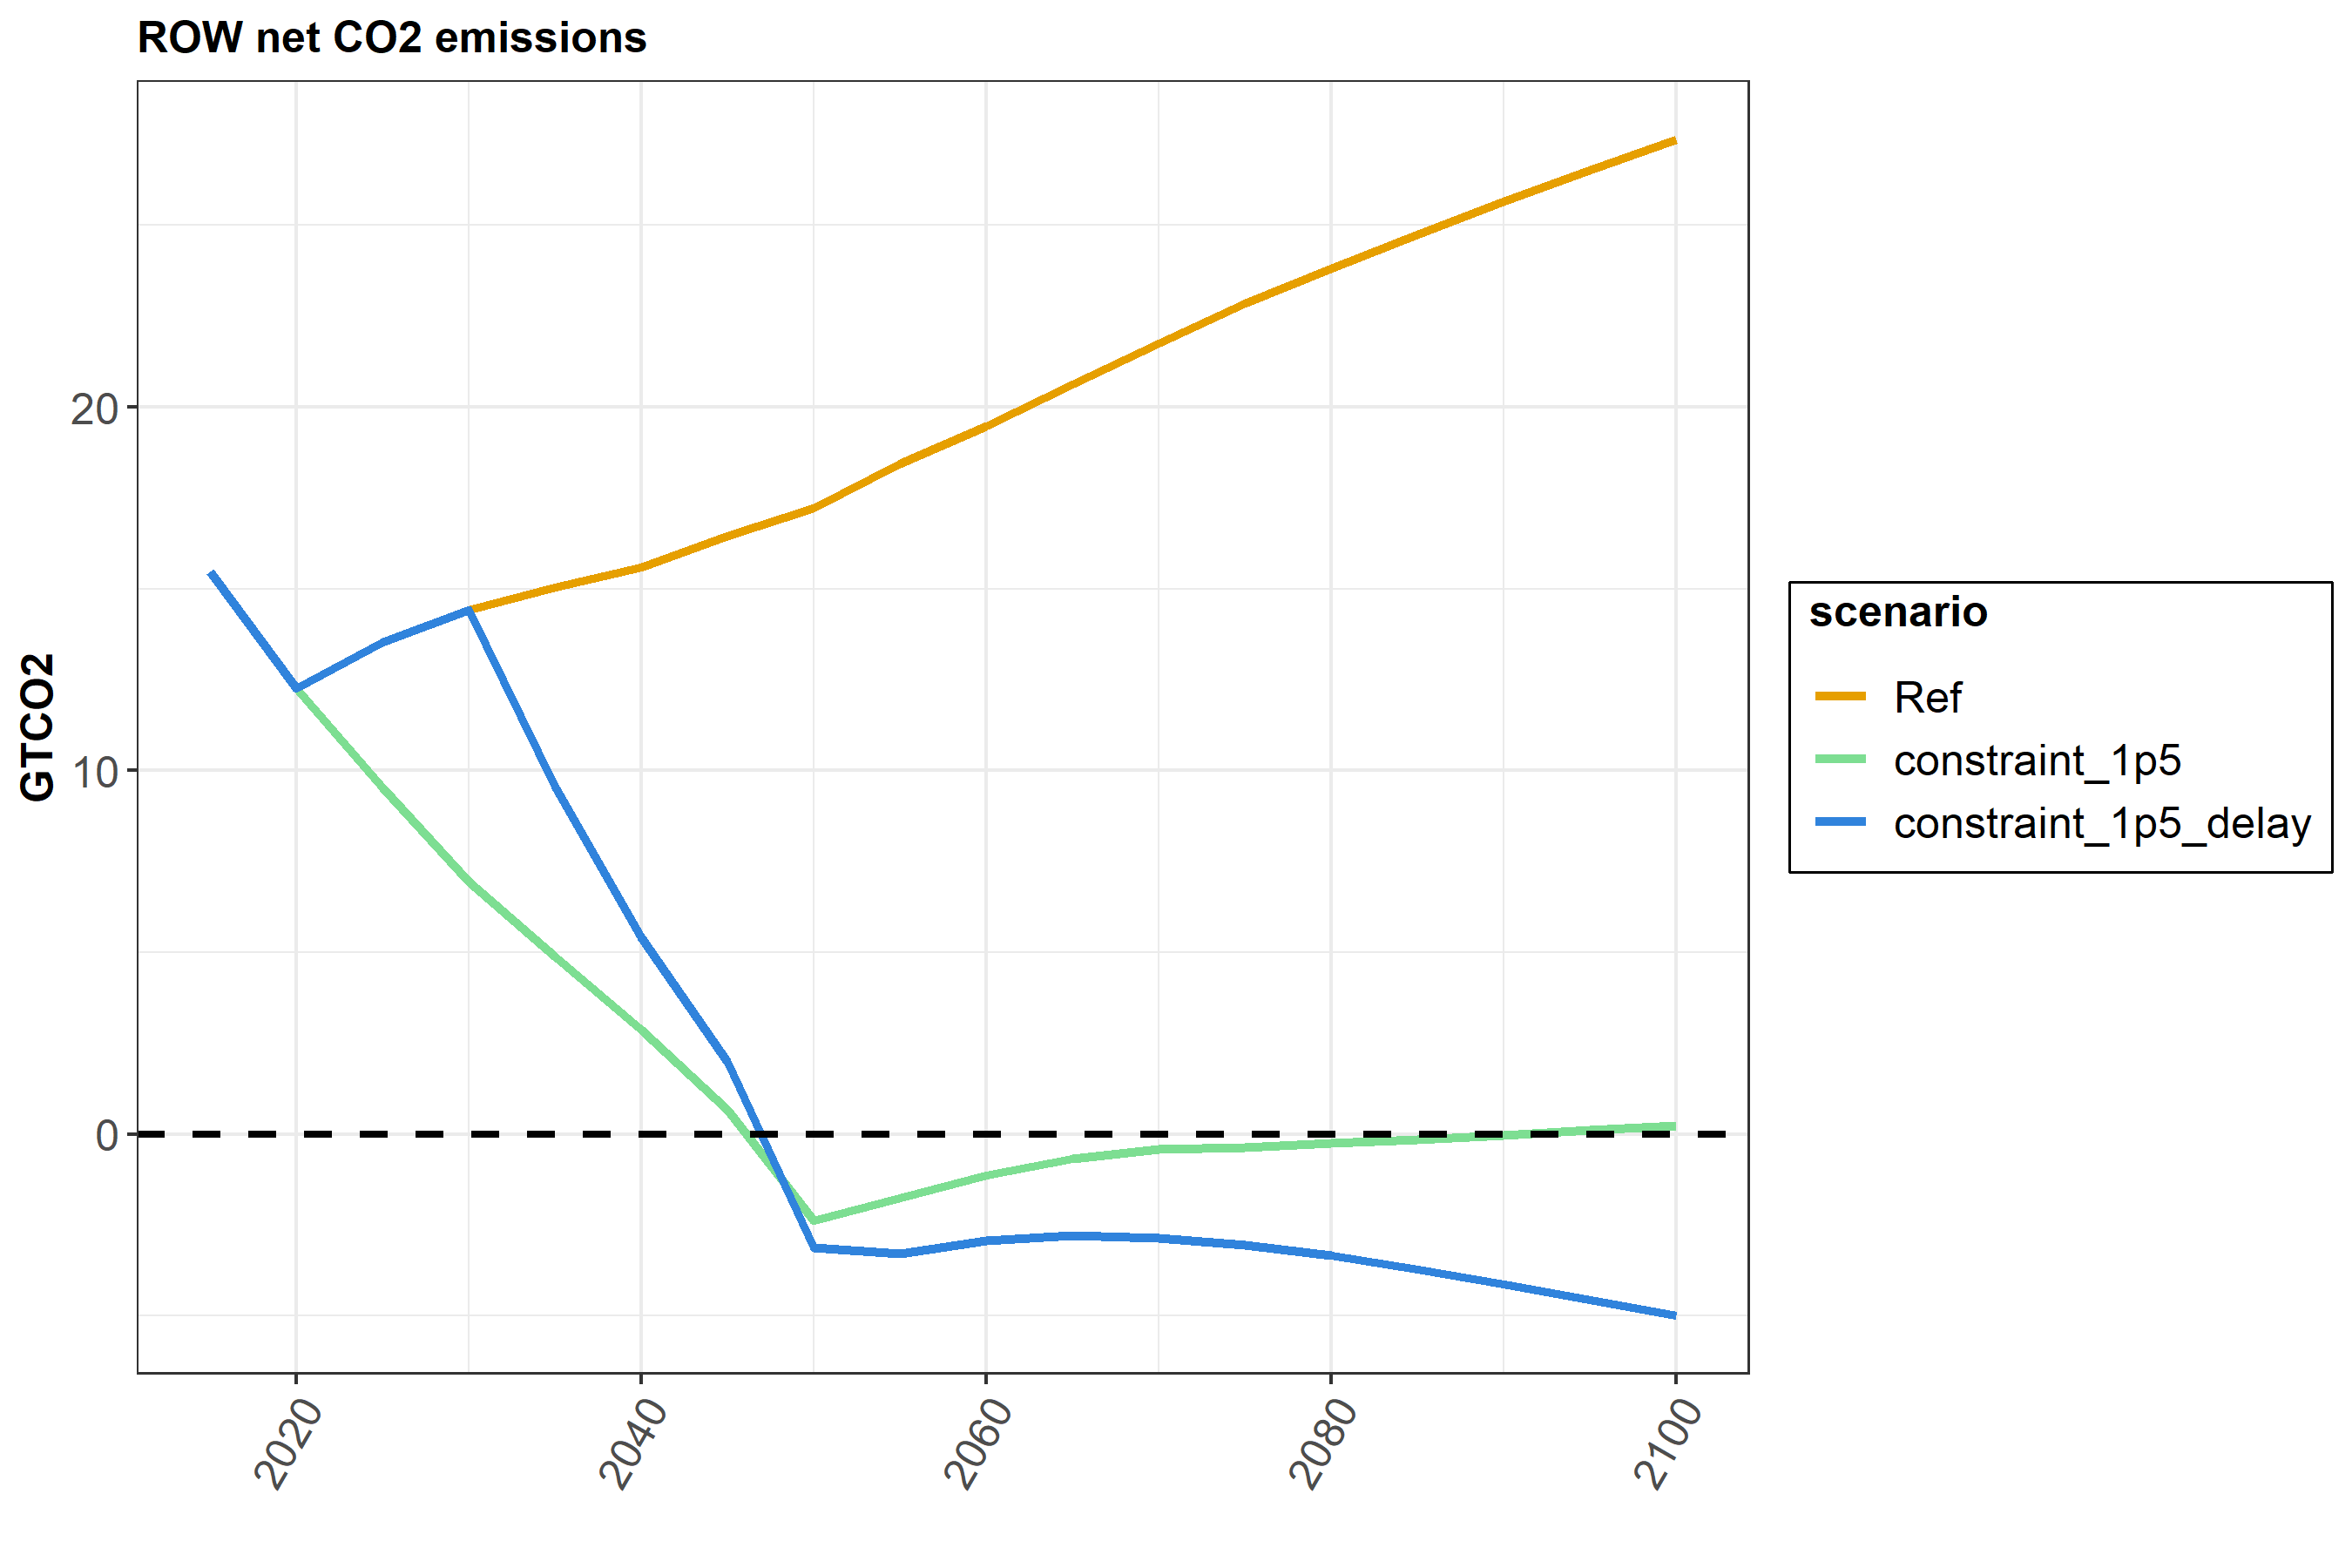 ROW net CO2 emissions
GTCO2
20
10
0
2020
2040
2060
2080
2100
scenario
Ref
constraint_1p5
constraint_1p5_delay